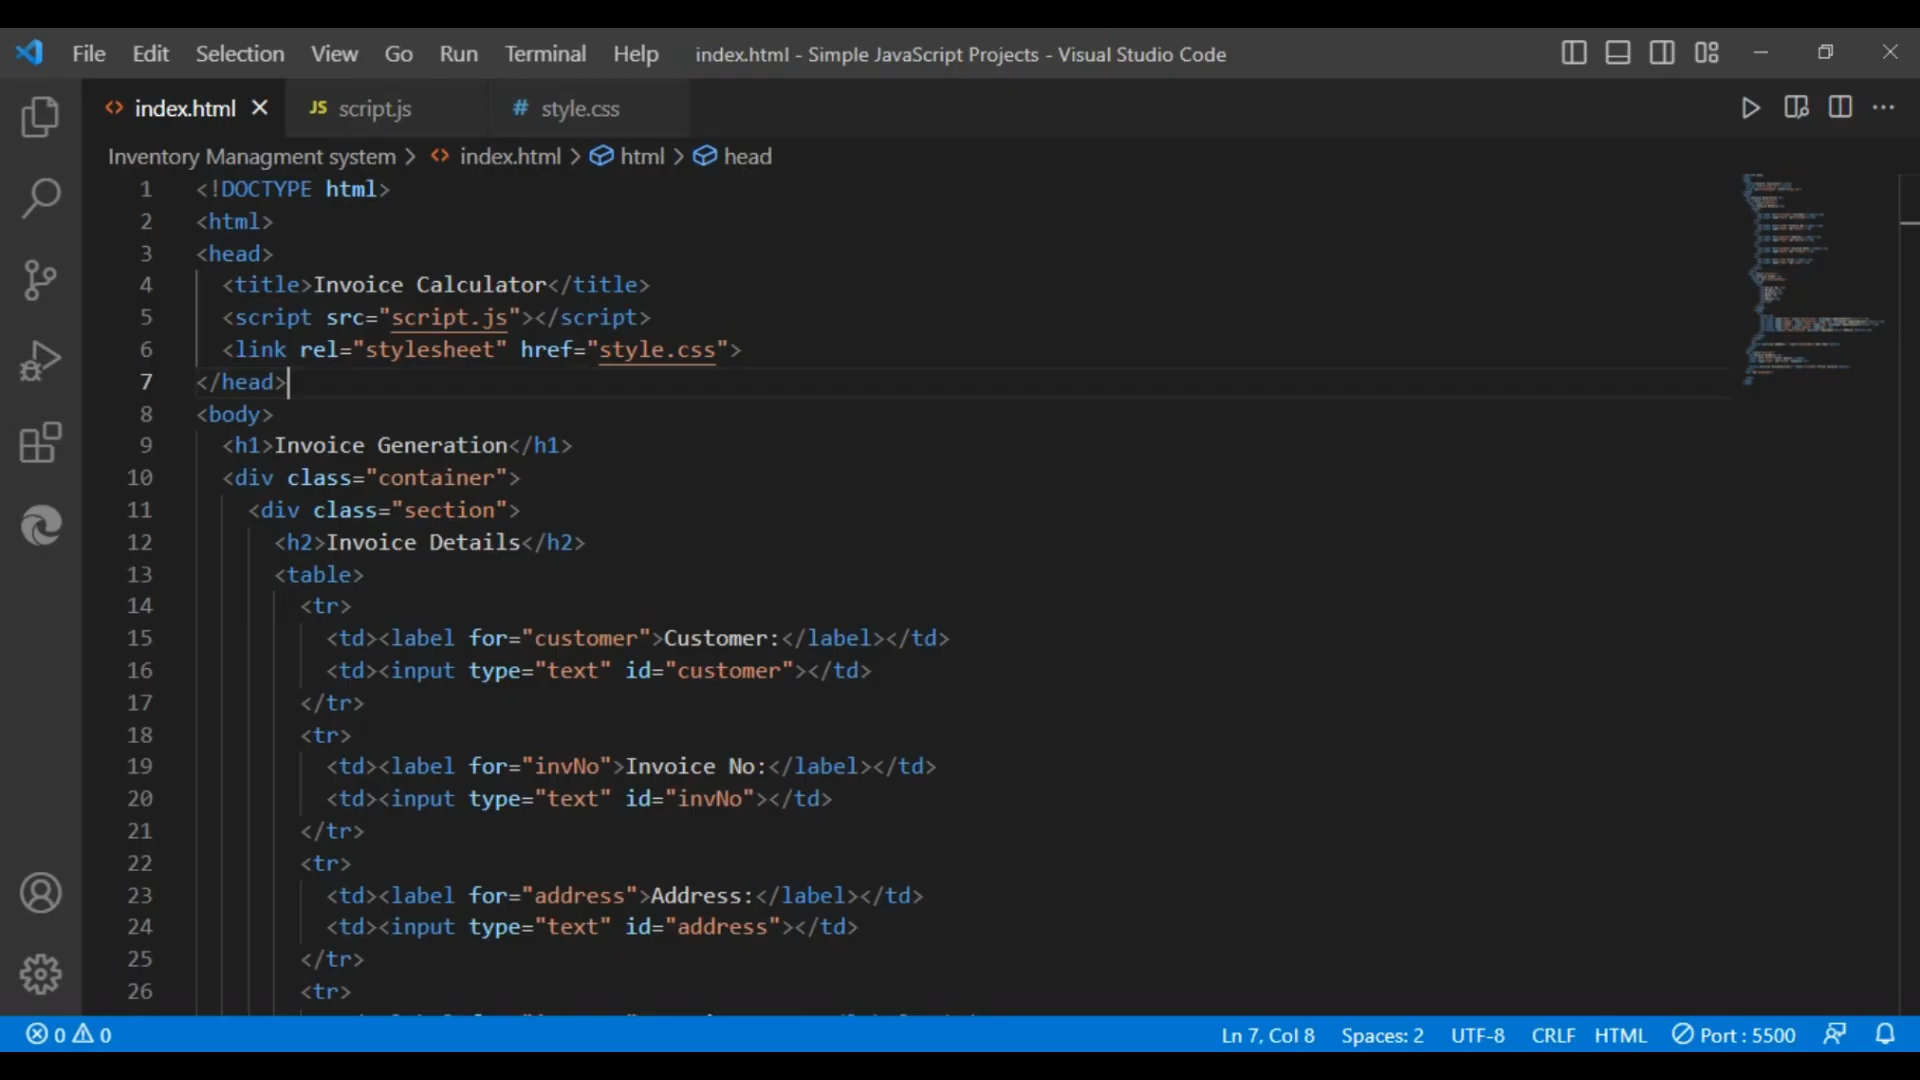 File Edit Selection View Go Run Terminal Help index.html - Simple JavaScript Projects - Visual Studio Code
<> index.html × JS script.js # style.css
Inventory Managment system > <> index.html > html > head
1 <!DOCTYPE html>
2 <html>
3 <head>
4 <title>Invoice Calculator</title>
5 <script src="script.js"></script>
6 <link rel="stylesheet" href="style.css">
7 </head>
8 <body>
9 <h1>Invoice Generation</h1>
10 <div class="container">
11 <div class="section">
12 <h2>Invoice Details</h2>
13 <table>
14 <tr>
15 <td><label for="customer">Customer:</label></td>
16 <td><input type="text" id="customer"></td>
17 </tr>
18 <tr>
19 <td><label for="invNo">Invoice No:</label></td>
20 <td><input type="text" id="invNo"></td>
21 </tr>
22 <tr>
23 <td><label for="address">Address:</label></td>
24 <td><input type="text" id="address"></td>
25 </tr>
26 <tr>
0 0 Ln 7, Col 8 Spaces: 2 UTF-8 CRLF HTML Port : 5500